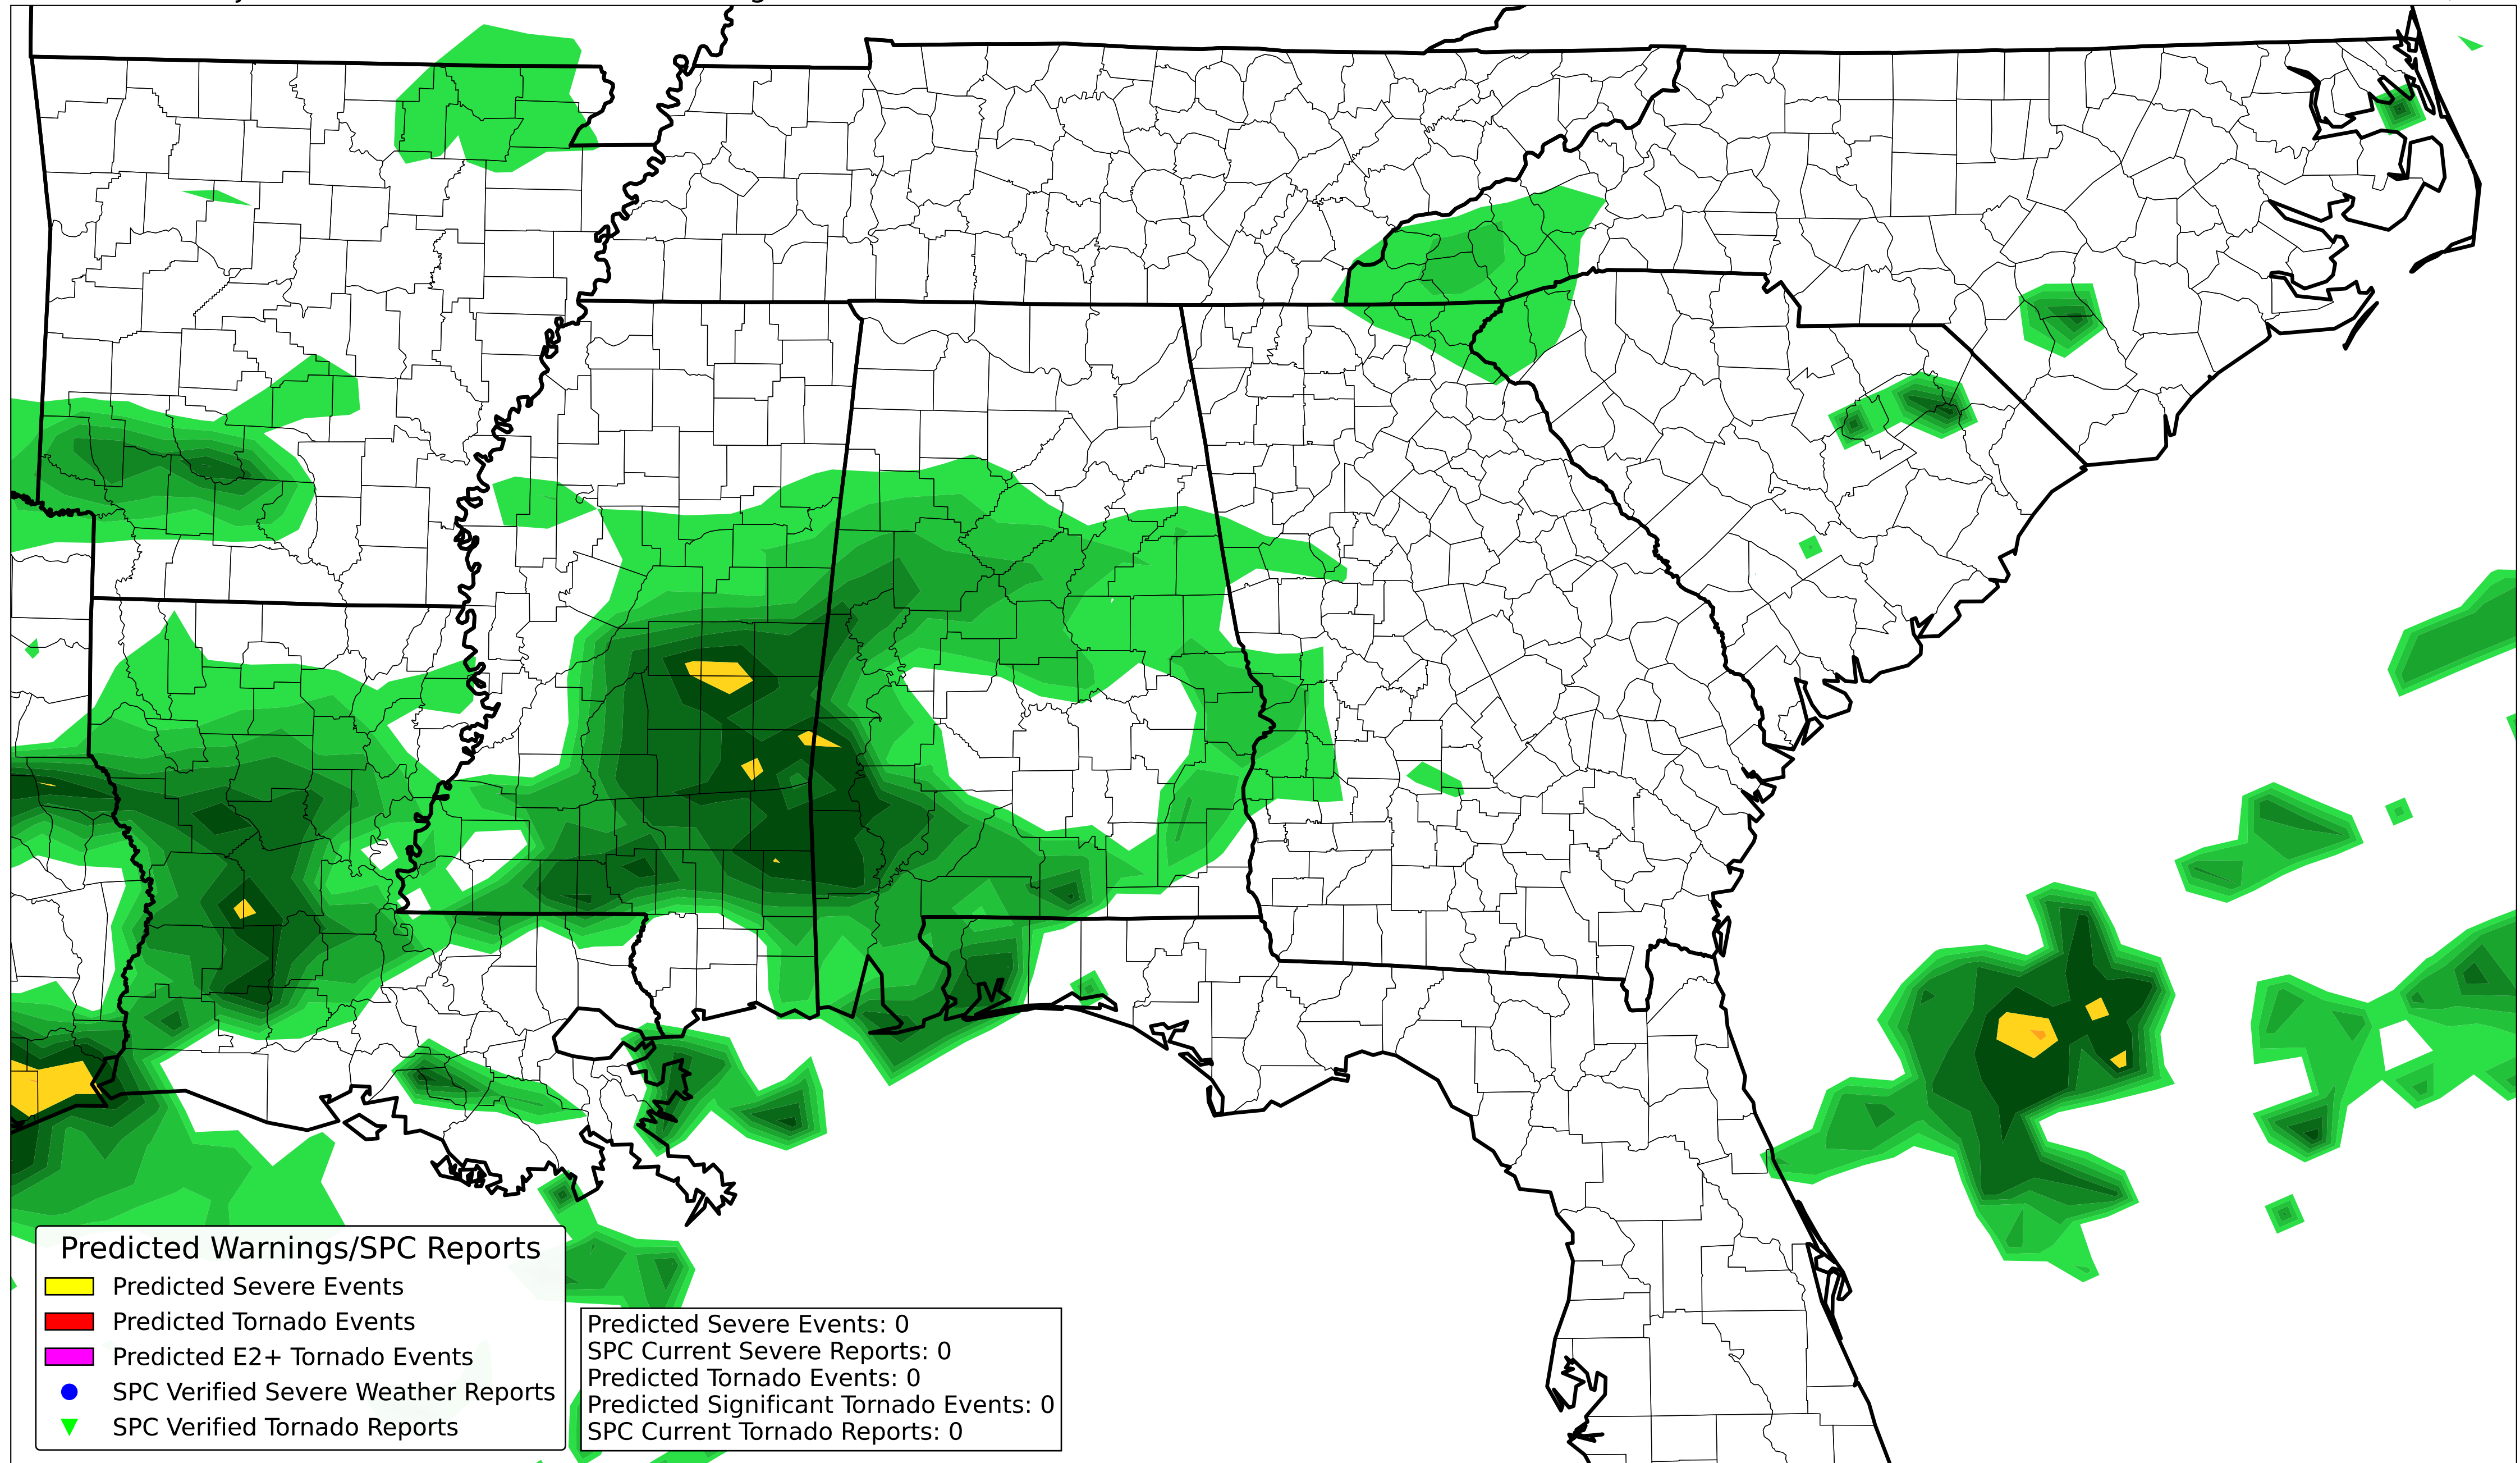 Predicted Warnings/SPC Reports
Predicted Severe Events
Predicted Tornado Events
Predicted E2+ Tornado Events
SPC Verified Severe Weather Reports
SPC Verified Tornado Reports
Predicted Severe Events: 0
SPC Current Severe Reports: 0
Predicted Tornado Events: 0
Predicted Significant Tornado Events: 0
SPC Current Tornado Reports: 0